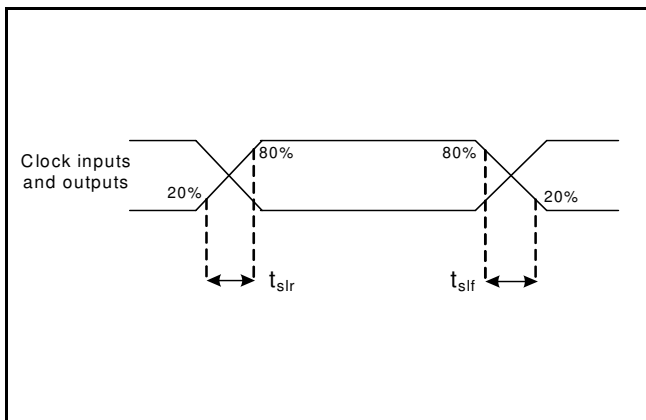 Clock inputs
and outputs
20%
80%
80%
20%
tslr
tslf